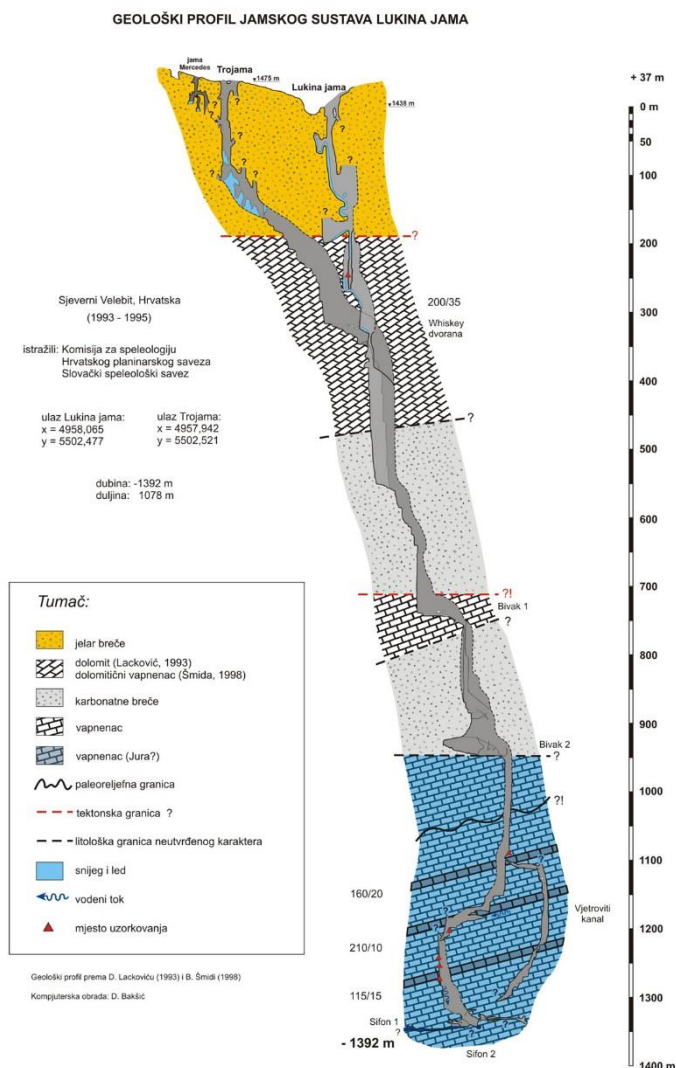 GEOLOŠKI PROFIL JAMSKOG SUSTAVA LUKINA JAMA
jama
Mercedes
Trojama
1475 m
Lukina jama
1438 m
+ 37 m
0 m
50
100
200
300
400
500
600
700
800
900
1000
1100
1200
1300
1400 m
?
200/35
Whiskey
dvorana
?
?!
Bivak 1
?
Bivak 2
?
?!
160/20
Vjetroviti
kanal
210/10
115/15
Sifon 1
?
- 1392 m
Sifon 2
Sjeverni Velebit, Hrvatska
(1993 - 1995)
istražili: Komisija za speleologiju
Hrvatskog planinarskog saveza
Slovački speleološki savez
ulaz Lukina jama:
x = 4958,065
y = 5502,477
ulaz Trojama:
x = 4957,942
y = 5502,521
dubina: -1392 m
duljina: 1078 m
Tumač:
jelar breče
dolomit (Lacković, 1993)
dolomitični vapnenac (Šmida, 1998)
karbonatne breče
vapnenac
vapnenac (Jura?)
paleoreljefna granica
tektonska granica ?
litološka granica neutvrđenog karaktera
snijeg i led
vodeni tok
mjesto uzorkovanja
Geološki profil prema D. Lackoviću (1993) i B. Šmidi (1998)
Kompjuterska obrada: D. Bakšić